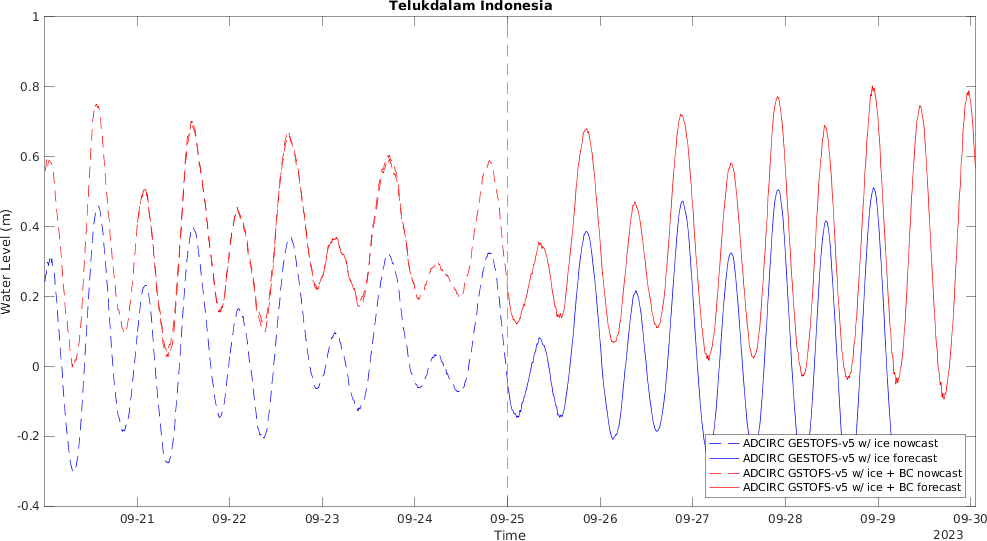 Telukdalam Indonesia
Water Level (m)
1
0.8
0.6
0.4
0.2
0
-0.2
-0.4
ADCIRC GESTOFS-v5 w/ ice nowcast
ADCIRC GESTOFS-v5 w/ ice forecast
ADCIRC GSTOFS-v5 w/ ice + BC nowcast
ADCIRC GSTOFS-v5 w/ ice + BC forecast
09-21 09-22 09-23 09-24 09-25 09-26 09-27 09-28 09-29 09-30
Time
2023